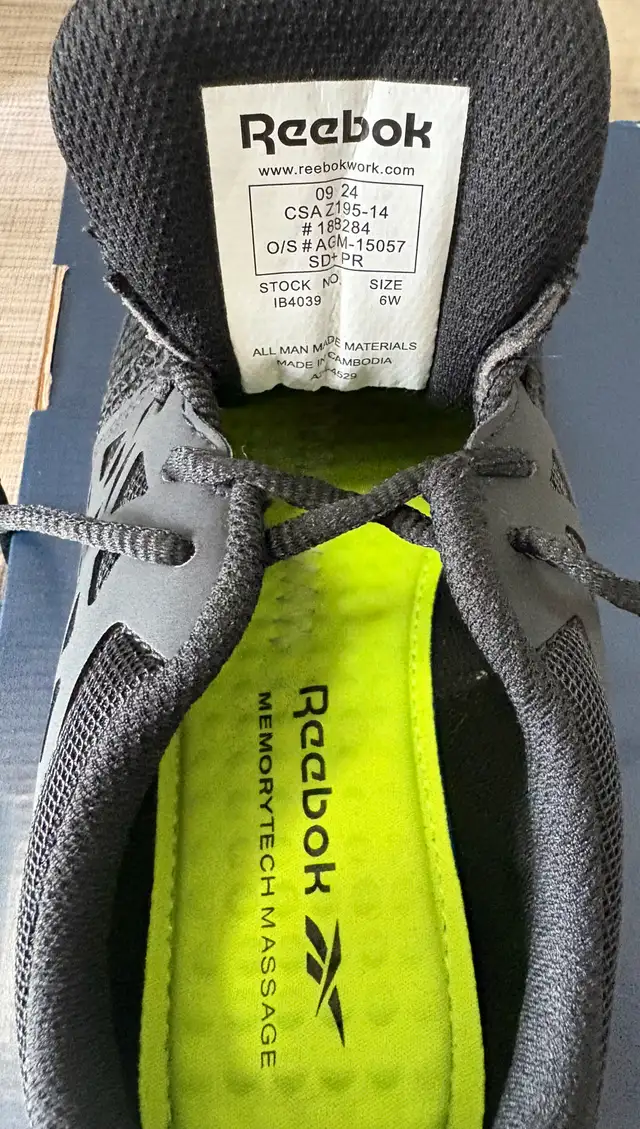 Reebok
www.reebokwork.com
09 24
CSA Z195-14
# 188284
O/S # AGM-15057
SD+ PR
STOCK NO. SIZE
IB4039 6W
ALL MAN MADE MATERIALS
MADE IN CAMBODIA
Reebok
MEMORYTECH MASSAGE